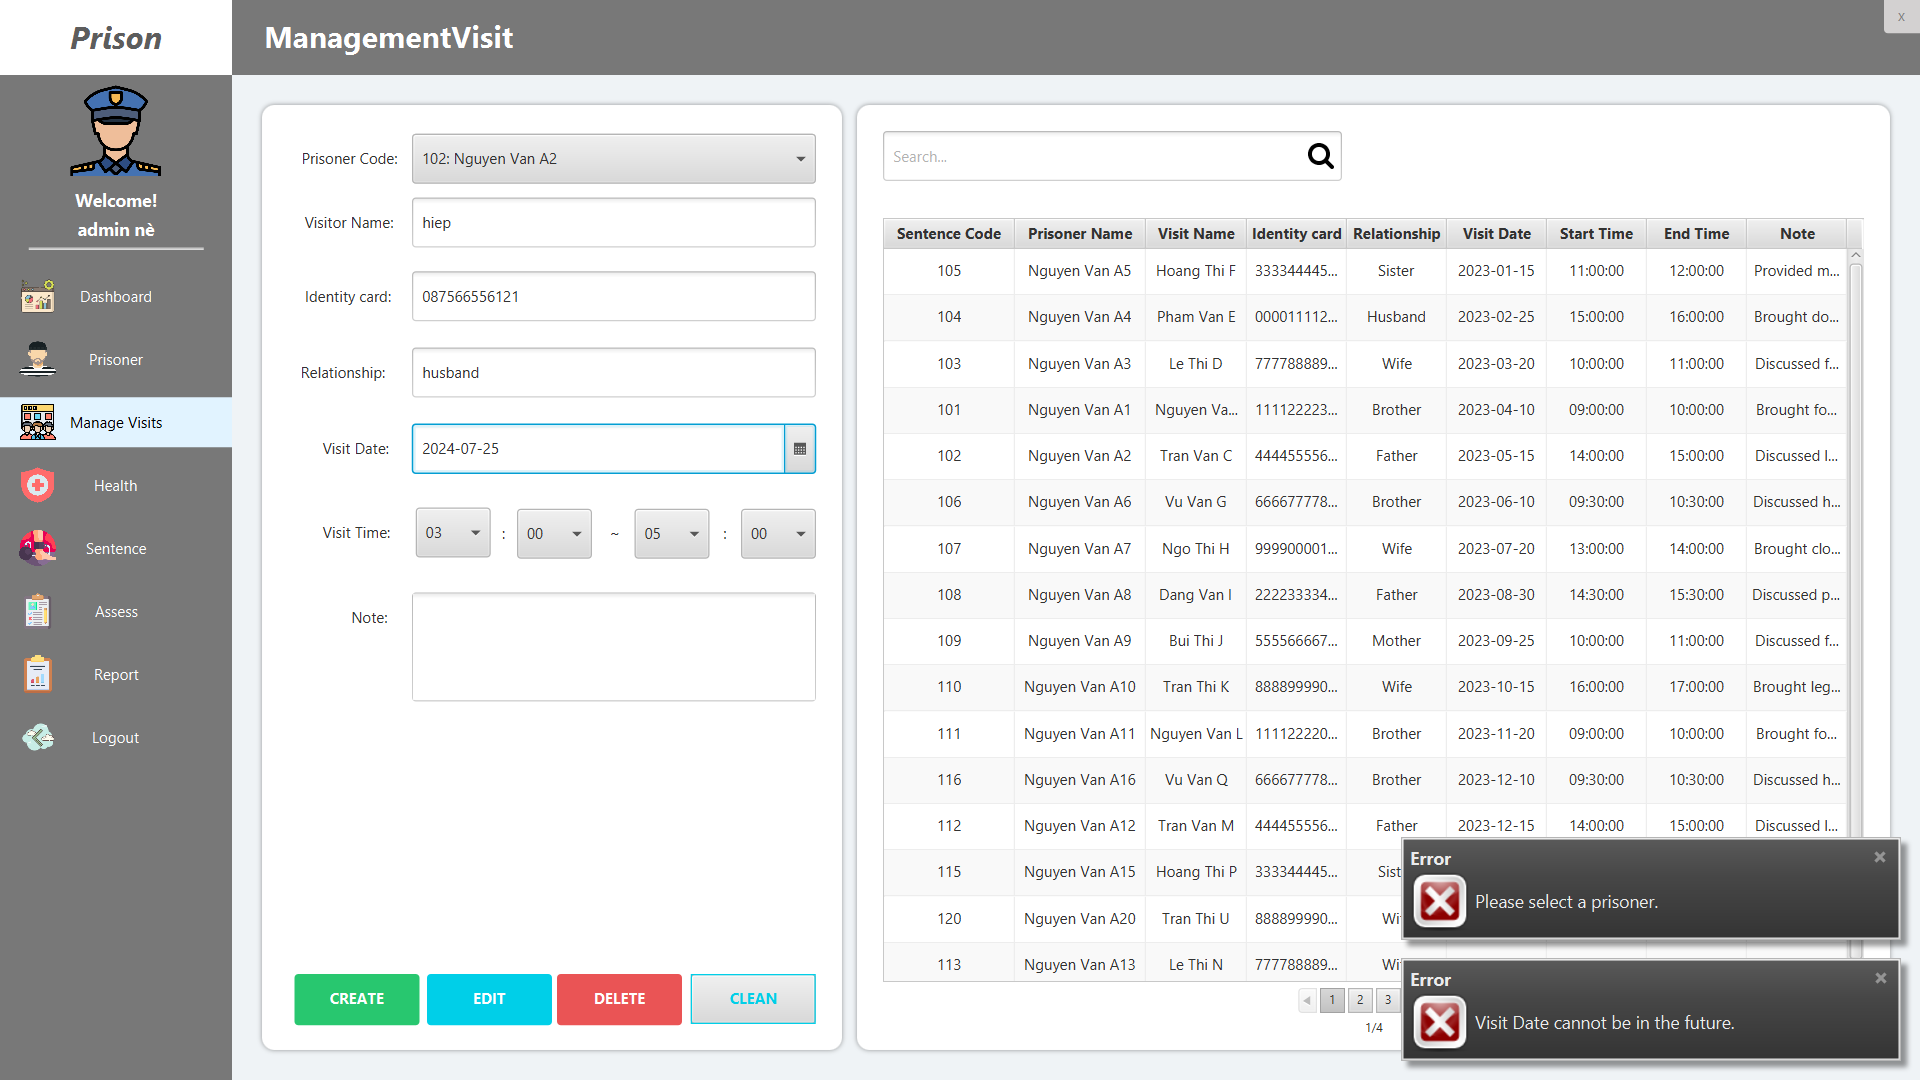 Prison
ManagementVisit
x
Welcome!
admin nè
Dashboard
Prisoner
Manage Visits
Health
Sentence
Assess
Report
Logout
Prisoner Code: 102: Nguyen Van A2
Visitor Name: hiep
Identity card: 087566556121
Relationship: husband
Visit Date: 2024-07-25
Visit Time: 03 : 00 ~ 05 : 00
Note:
CREATE EDIT DELETE CLEAN
Search...
Sentence Code Prisoner Name Visit Name Identity card Relationship Visit Date Start Time End Time Note
105 Nguyen Van A5 Hoang Thi F 333344445... Sister 2023-01-15 11:00:00 12:00:00 Provided m...
104 Nguyen Van A4 Pham Van E 000011112... Husband 2023-02-25 15:00:00 16:00:00 Brought do...
103 Nguyen Van A3 Le Thi D 777788889... Wife 2023-03-20 10:00:00 11:00:00 Discussed f...
101 Nguyen Van A1 Nguyen Va... 111122223... Brother 2023-04-10 09:00:00 10:00:00 Brought fo...
102 Nguyen Van A2 Tran Van C 444455556... Father 2023-05-15 14:00:00 15:00:00 Discussed l...
106 Nguyen Van A6 Vu Van G 666677778... Brother 2023-06-10 09:30:00 10:30:00 Discussed h...
107 Nguyen Van A7 Ngo Thi H 999900001... Wife 2023-07-20 13:00:00 14:00:00 Brought clo...
108 Nguyen Van A8 Dang Van I 222233334... Father 2023-08-30 14:30:00 15:30:00 Discussed p...
109 Nguyen Van A9 Bui Thi J 555566667... Mother 2023-09-25 10:00:00 11:00:00 Discussed f...
110 Nguyen Van A10 Tran Thi K 888899990... Wife 2023-10-15 16:00:00 17:00:00 Brought leg...
111 Nguyen Van A11 Nguyen Van L 111122220... Brother 2023-11-20 09:00:00 10:00:00 Brought fo...
116 Nguyen Van A16 Vu Van Q 666677778... Brother 2023-12-10 09:30:00 10:30:00 Discussed h...
112 Nguyen Van A12 Tran Van M 444455556... Father 2023-12-15 14:00:00 15:00:00 Discussed l...
115 Nguyen Van A15 Hoang Thi P 333344445... Sist
120 Nguyen Van A20 Tran Thi U 888899990... Wi
113 Nguyen Van A13 Le Thi N 777788889... Wi
1 2 3
1/4
Error
Please select a prisoner.
Error
Visit Date cannot be in the future.